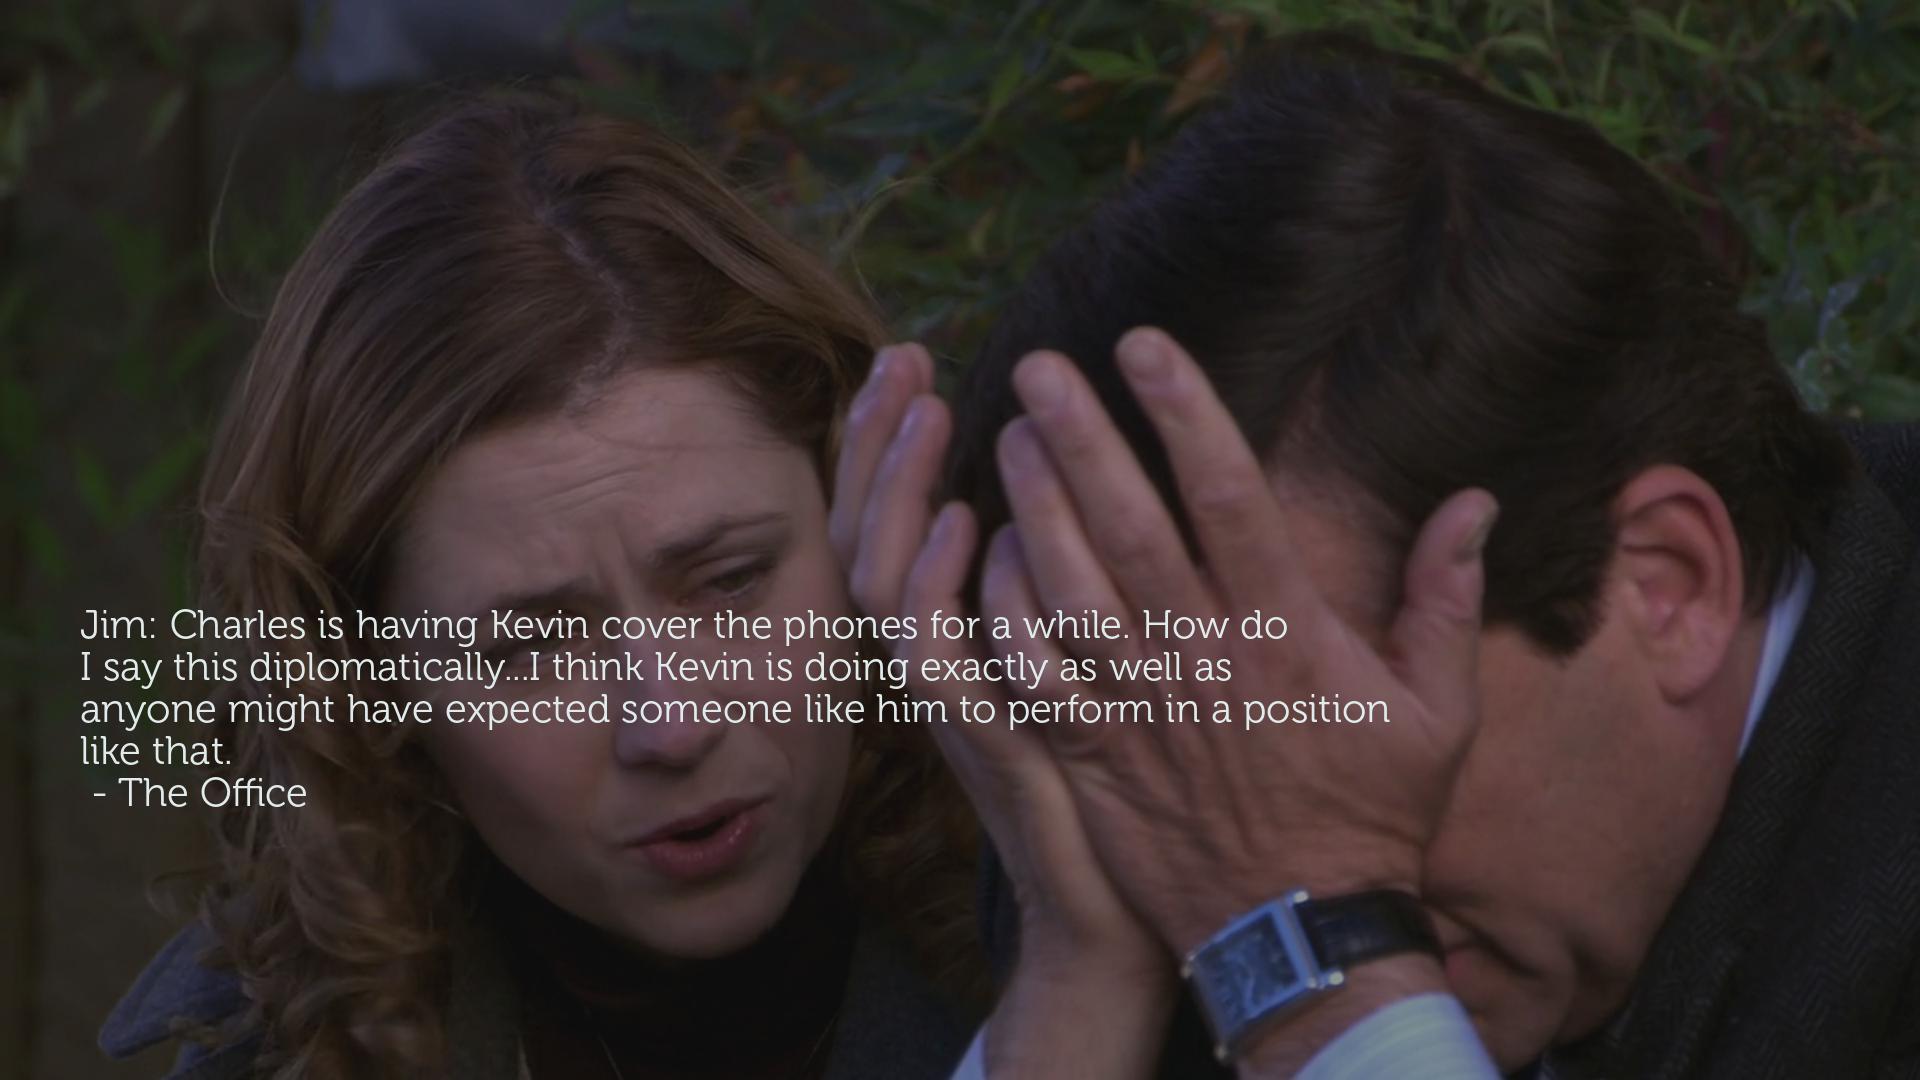 Jim: Charles is having Kevin cover the phones for a while. How do
I say this diplomatically...I think Kevin is doing exactly as well as
anyone might have expected someone like him to perform in a position
like that.
- The Office